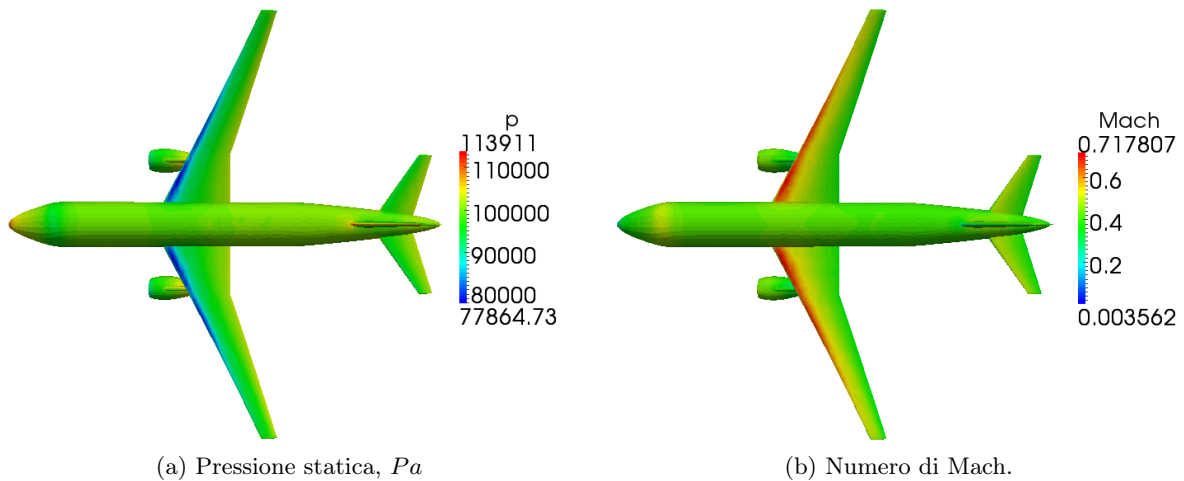 p
113911
110000
100000
90000
80000
77864.73
(a) Pressione statica, Pa
Mach
0.717807
0.6
0.4
0.2
0.003562
(b) Numero di Mach.